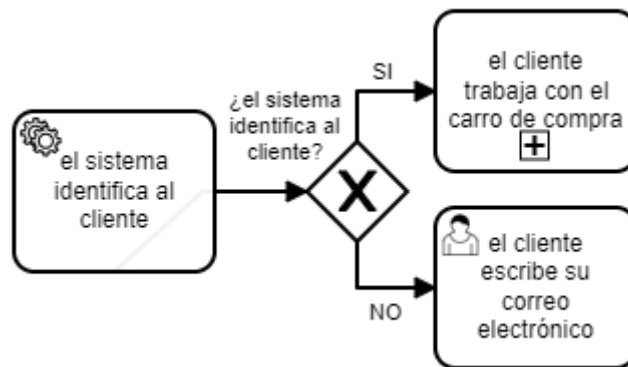 el sistema
identifica al
cliente
¿el sistema
identifica al
cliente?
SI
el cliente
trabaja con el
carro de compra
NO
el cliente
escribe su
correo
electrónico